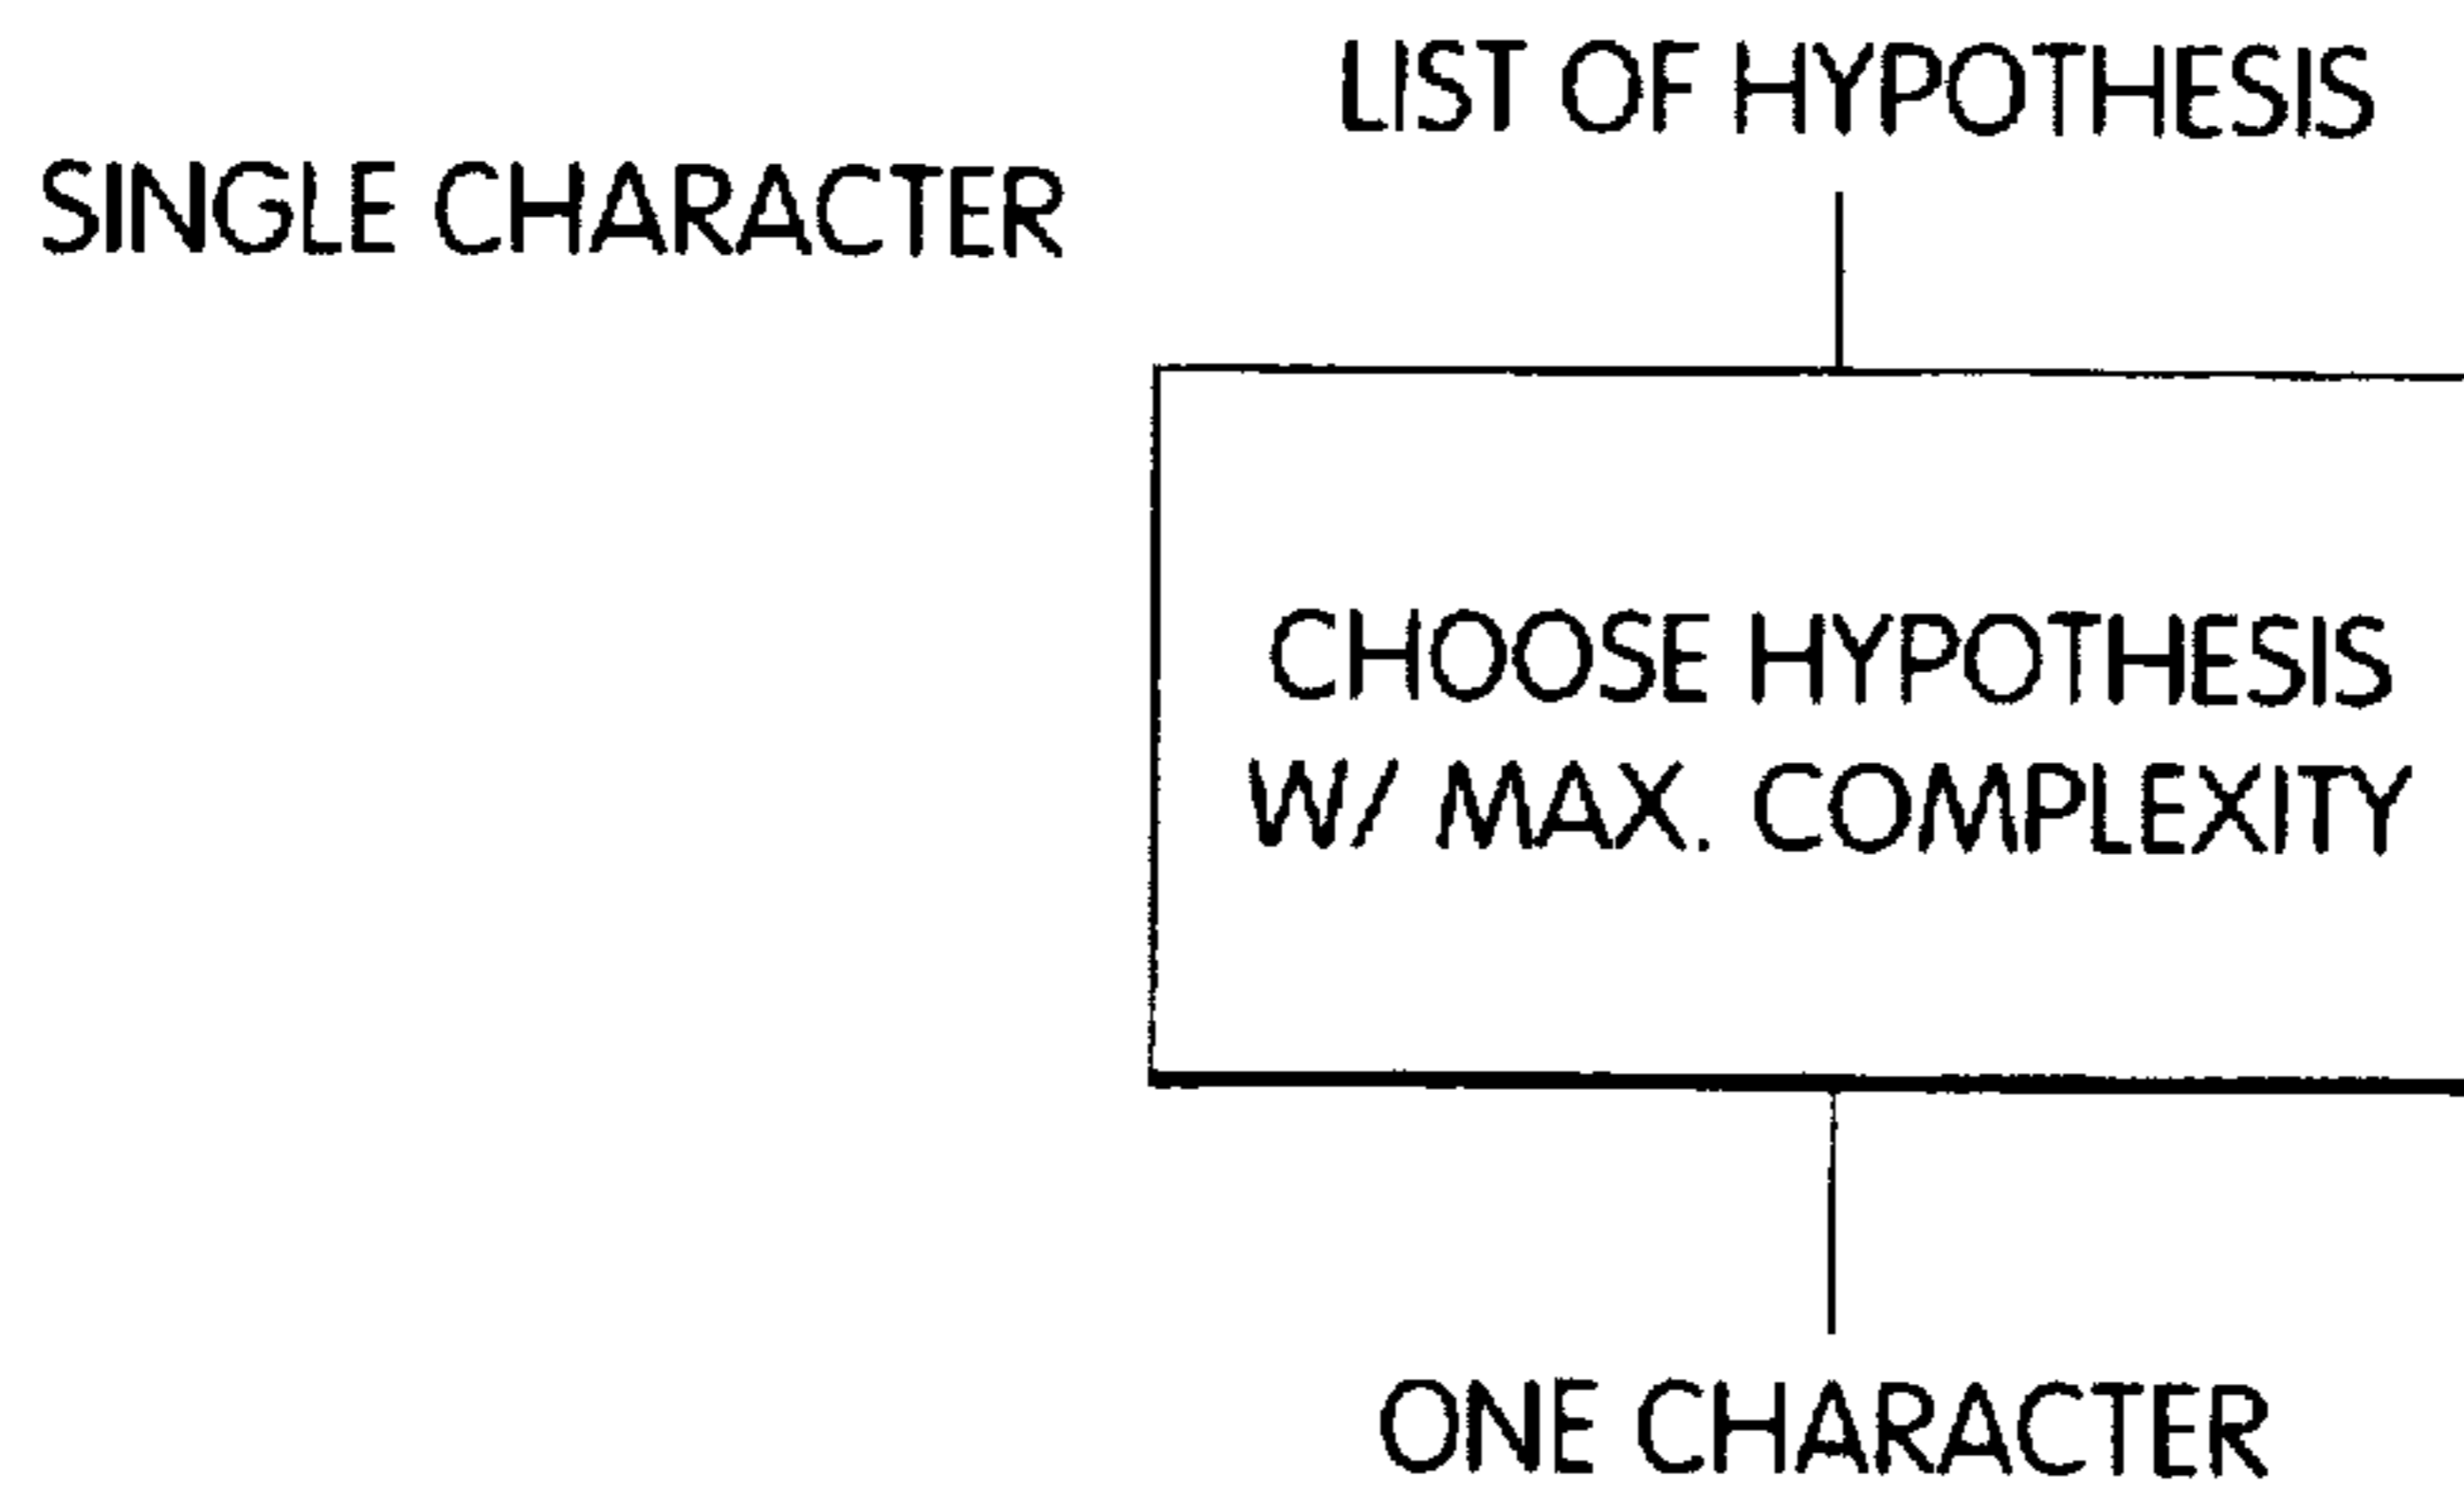 LIST OF HYPOTHESIS
SINGLE CHARACTER
CHOOSE HYPOTHESIS
W/ MAX. COMPLEXITY
ONE CHARACTER